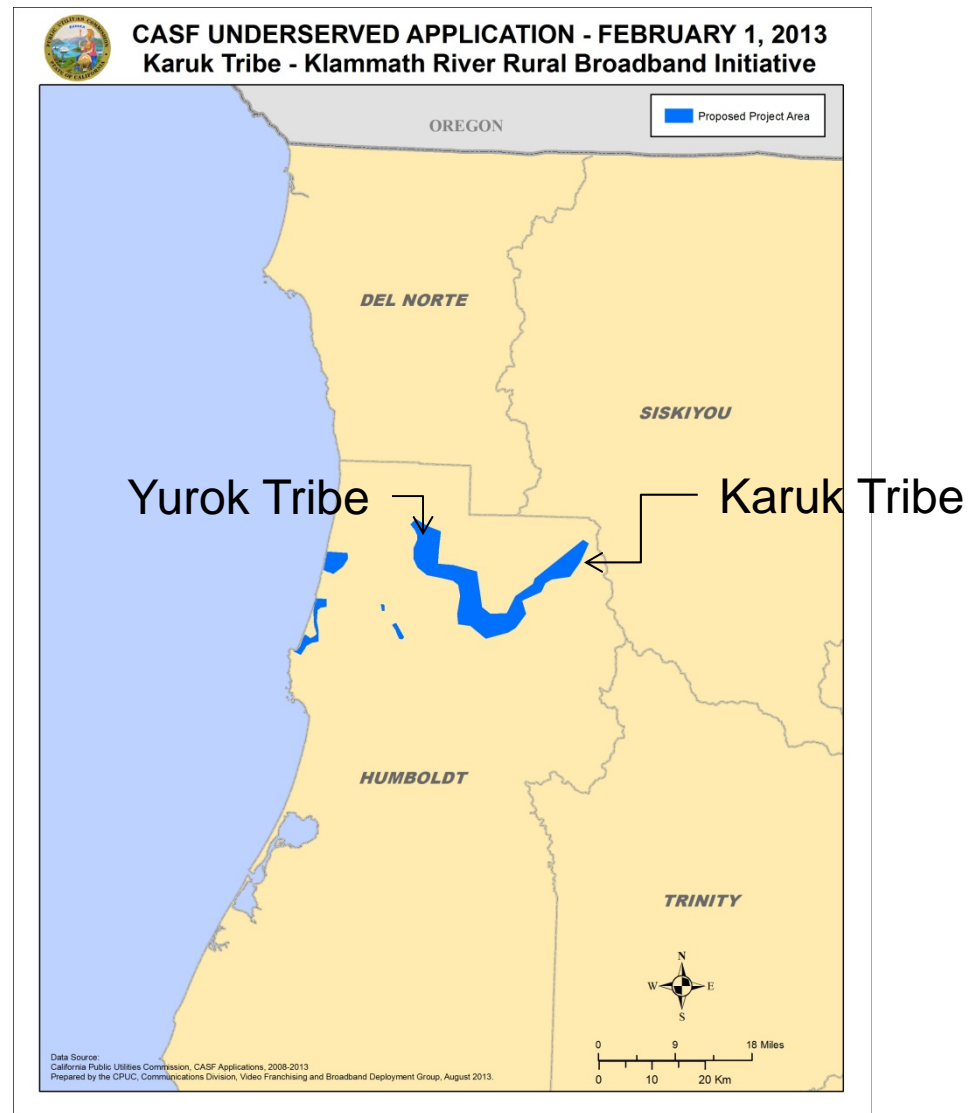 CASF UNDERSERVED APPLICATION - FEBRUARY 1, 2013
Karuk Tribe - Klammath River Rural Broadband Initiative
OREGON
Proposed Project Area
DEL NORTE
SISKIYOU
Yurok Tribe
Karuk Tribe
HUMBOLDT
TRINITY
N
W E
S
0 9 18 Miles
0 10 20 Km
Data Source:
California Public Utilities Commission, CASF Applications, 2008-2013
Prepared by the CPUC, Communications Division, Video Franchising and Broadband Deployment Group, August 2013.